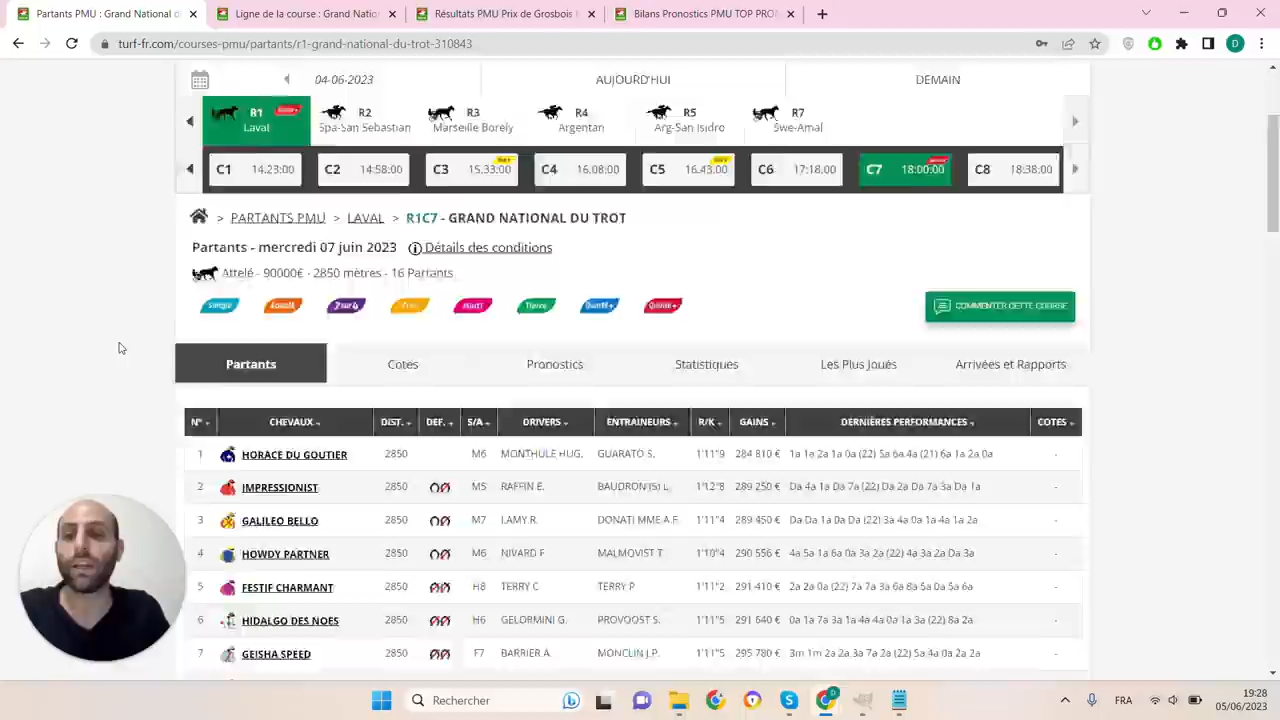 Partants PMU : Grand National d
Ligne de la course : Grand Natio
Résultats PMU Prix de Grosbois
Bilans Pronostics PMU TOP PRO
turf-fr.com/courses-pmu/partants/r1-grand-national-du-trot-310843
D
04-06-2023 AUJOURD'HUI DEMAIN
R1 R2 R3 R4 R5 R7
Laval Spa-San Sebastian Marseille Borely Argentan Arg-San Isidro Swe-Amal
C1 14:23:00 C2 14:58:00 C3 15:33:00 C4 16:08:00 C5 16:43:00 C6 17:18:00 C7 18:00:00 C8 18:38:00
> PARTANTS PMU > LAVAL > R1C7 - GRAND NATIONAL DU TROT
Partants - mercredi 07 juin 2023 Détails des conditions
Attelé - 90000€ - 2850 mètres - 16 Partants
Simple 2sur4 Multi Tierce Quarté+ Quinté+
COMMENTER CETTE COURSE
Partants Cotes Pronostics Statistiques Les Plus Joués Arrivées et Rapports
N° CHEVAUX DIST. DEF. S/A DRIVERS ENTRAINEURS R/K GAINS DERNIÈRES PERFORMANCES COTES
1 HORACE DU GOUTIER 2850 M6 MONTHULE HUG. GUARATO S. 1'11"9 284 810 € 1a 1a 2a 1a 0a (22) 5a 6a 4a (21) 6a 1a 2a 0a -
2 IMPRESSIONIST 2850 M5 RAFFIN E. BAUDRON (S) L. 1'12"8 289 250 € Da 4a 1a Da 7a (22) Da 2a Da 7a 3a Da 1a -
3 GALILEO BELLO 2850 M7 LAMY R. DONATI MME A.F. 1'11"4 289 450 € Da Da 1a Da Da (22) 3a 4a 0a 1a 4a 1a 2a -
4 HOWDY PARTNER 2850 M6 NIVARD F. MALMQVIST T. 1'10"4 290 556 € 4a 5a 1a 6a 0a 3a 2a (22) 4a 3a 2a Da 3a -
5 FESTIF CHARMANT 2850 H8 TERRY C. TERRY P. 1'11"2 291 410 € 2a 2a 0a (22) 7a 7a 3a 6a 8a 5a 0a 5a 6a -
6 HIDALGO DES NOES 2850 H6 GELORMINI G. PROVOOST S. 1'11"5 291 640 € 0a 1a 7a 3a 1a 4a 4a 0a 1a 3a (22) 8a 2a -
7 GEISHA SPEED 2850 F7 BARRIER A. MONCLIN J.P. 1'11"5 295 780 € 3m 1m 2a 2a 3a 7a 2a (22) 5a 4a 0a 2a 2a -
Rechercher
FRA
19:28
05/06/2023